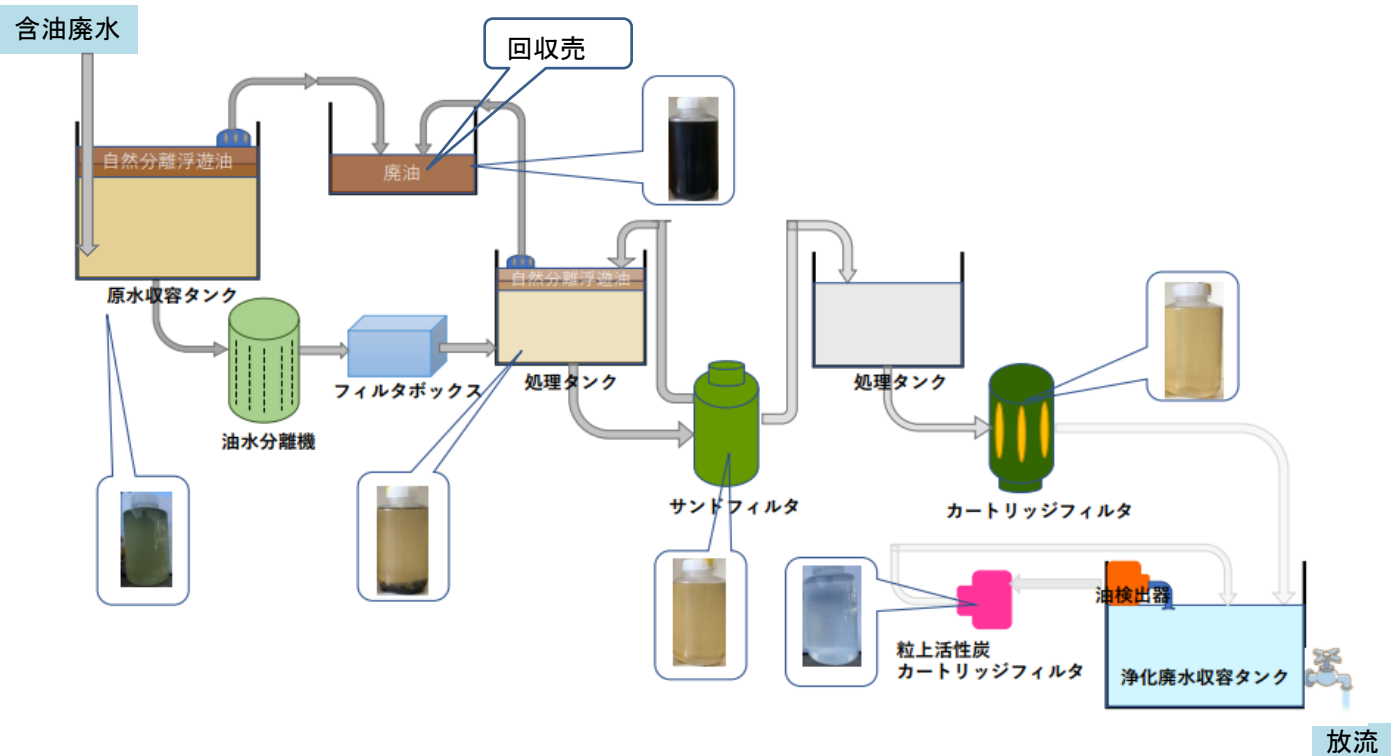 含油廃水
回収売
自然分離浮遊油
廃油
原水収容タンク
自然分離浮遊油
油水分離機
フィルタボックス
処理タンク
処理タンク
サンドフィルタ
カートリッジフィルタ
油検出器
粒上活性炭
カートリッジフィルタ
浄化廃水収容タンク
放流